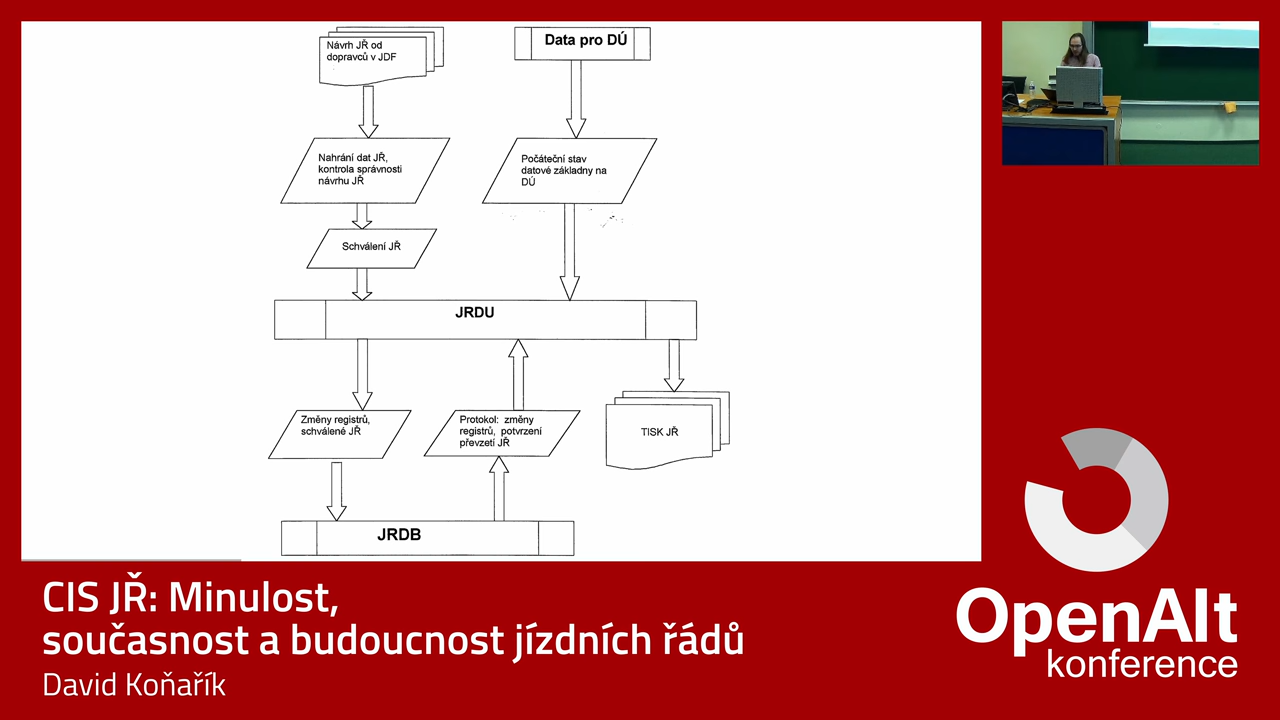 Návrh JŘ od
dopravců v JDF
Data pro DÚ
Nahrání dat JŘ,
kontrola správnosti
návrhu JŘ
Počáteční stav
datové základny na
DÚ
Schválení JŘ
JRDU
Změny registrů,
schválené JŘ
Protokol: změny
registrů, potvrzení
převzetí JŘ
TISK JŘ
JRDB
CIS JŘ: Minulost,
současnost a budoucnost jízdních řádů
David Koňařík
OpenAlt
konference